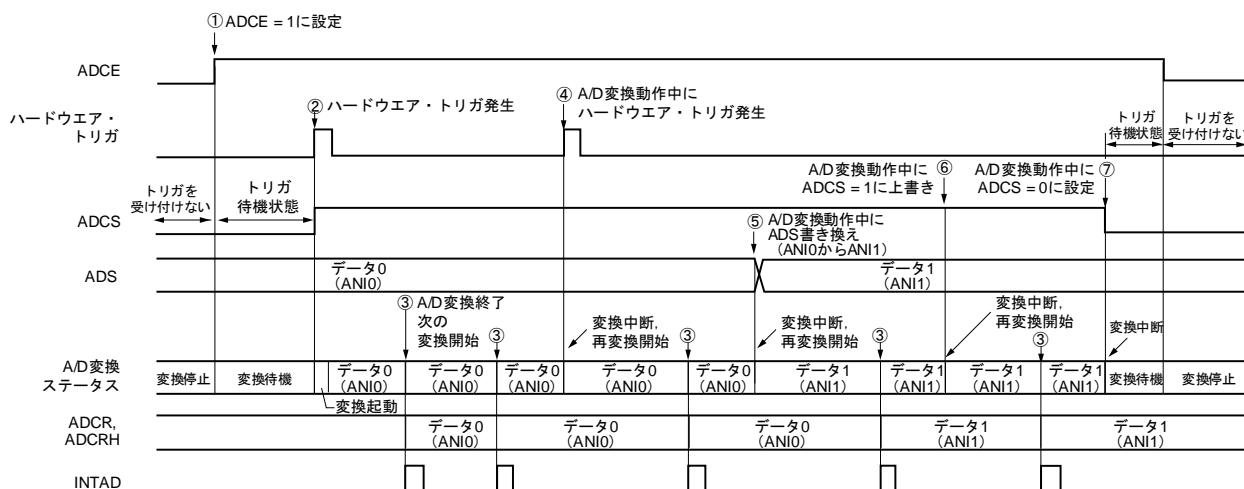 ① ADCE = 1に設定
ADCE
② ハードウエア・トリガ発生
④ A/D変換動作中に
ハードウエア・トリガ発生
ハードウエア・
トリガ
トリガ
待機状態
トリガを
受け付けない
A/D変換動作中に ⑥
ADCS = 1に上書き
A/D変換動作中に ⑦
ADCS = 0に設定
トリガを
受け付けない
トリガ
待機状態
ADCS
⑤ A/D変換動作中に
ADS書き換え
(ANI0からANI1)
ADS
データ0
(ANI0)
データ1
(ANI1)
③ A/D変換終了
次の
変換開始
③
変換中断,
再変換開始
③
変換中断,
再変換開始
③
変換中断,
再変換開始
③
変換中断
A/D変換
ステータス
変換停止
変換待機
変換起動
データ0
(ANI0)
データ0
(ANI0)
データ0
(ANI0)
データ0
(ANI0)
データ0
(ANI0)
データ1
(ANI1)
データ1
(ANI1)
データ1
(ANI1)
データ1
(ANI1)
変換待機
変換停止
ADCR,
ADCRH
データ0
(ANI0)
データ0
(ANI0)
データ0
(ANI0)
データ1
(ANI1)
データ1
(ANI1)
INTAD